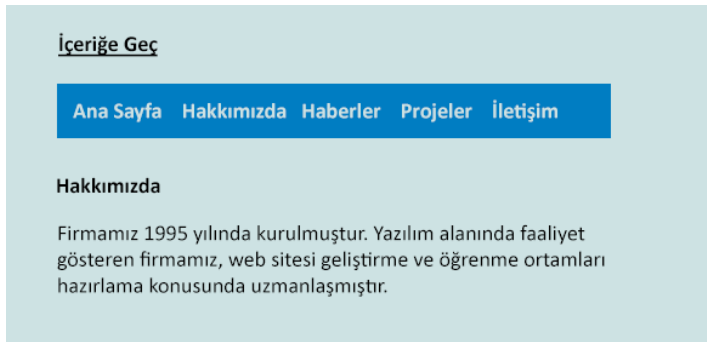 İçeriğe Geç
Ana Sayfa Hakkımızda Haberler Projeler İletişim
Hakkımızda
Firmamız 1995 yılında kurulmuştur. Yazılım alanında faaliyet
gösteren firmamız, web sitesi geliştirme ve öğrenme ortamları
hazırlama konusunda uzmanlaşmıştır.